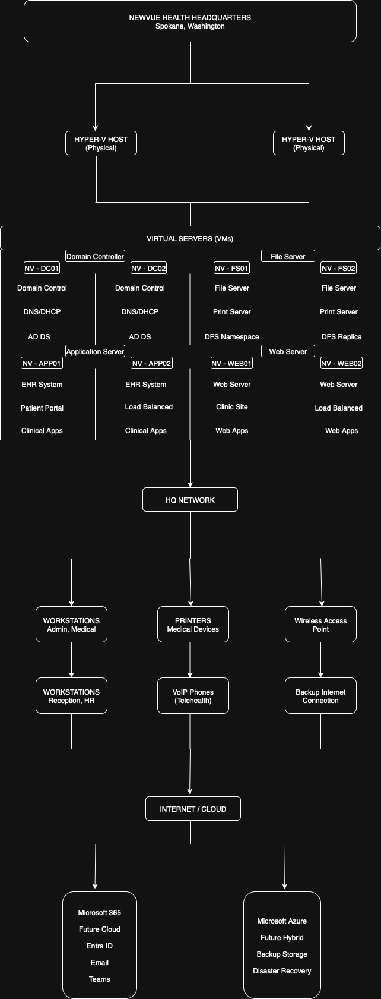 NEWVUE HEALTH HEADQUARTERS
Spokane, Washington
HYPER-V HOST
(Physical)
HYPER-V HOST
(Physical)
VIRTUAL SERVERS (VMs)
Domain Controller
File Server
NV - DC01
NV - DC02
NV - FS01
NV - FS02
Domain Control
Domain Control
File Server
File Server
DNS/DHCP
DNS/DHCP
Print Server
Print Server
AD DS
AD DS
DFS Namespace
DFS Replica
Application Server
Web Server
NV - APP01
NV - APP02
NV - WEB01
NV - WEB02
EHR System
EHR System
Web Server
Web Server
Patient Portal
Load Balanced
Clinic Site
Load Balanced
Clinical Apps
Clinical Apps
Web Apps
Web Apps
HQ NETWORK
WORKSTATIONS
Admin, Medical
PRINTERS
Medical Devices
Wireless Access
Point
WORKSTATIONS
Reception, HR
VoIP Phones
(Telehealth)
Backup Internet
Connection
INTERNET / CLOUD
Microsoft 365
Future Cloud
Entra ID
Email
Teams
Microsoft Azure
Future Hybrid
Backup Storage
Disaster Recovery